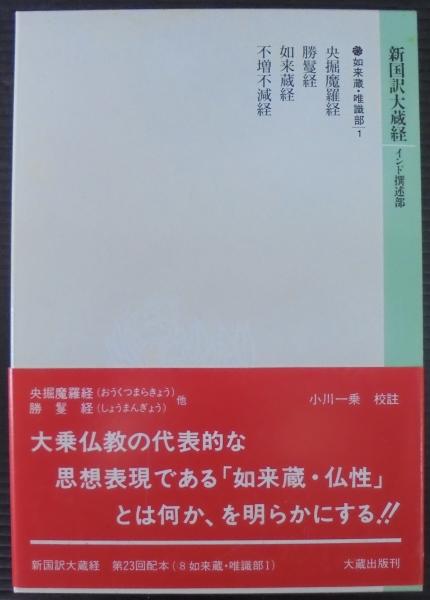 新国訳大蔵経
インド撰述部
❋如来蔵・唯識部 1
央掘魔羅経
勝鬘経
如来蔵経
不増不減経
央掘魔羅経(おうくつまらきょう)
勝鬘経(しょうまんぎょう)
他
小川一乗 校註
大乗仏教の代表的な
思想表現である「如来蔵・仏性」
とは何か、を明らかにする!!
新国訳大蔵経 第23回配本(8如来蔵・唯識部1)
大蔵出版刊